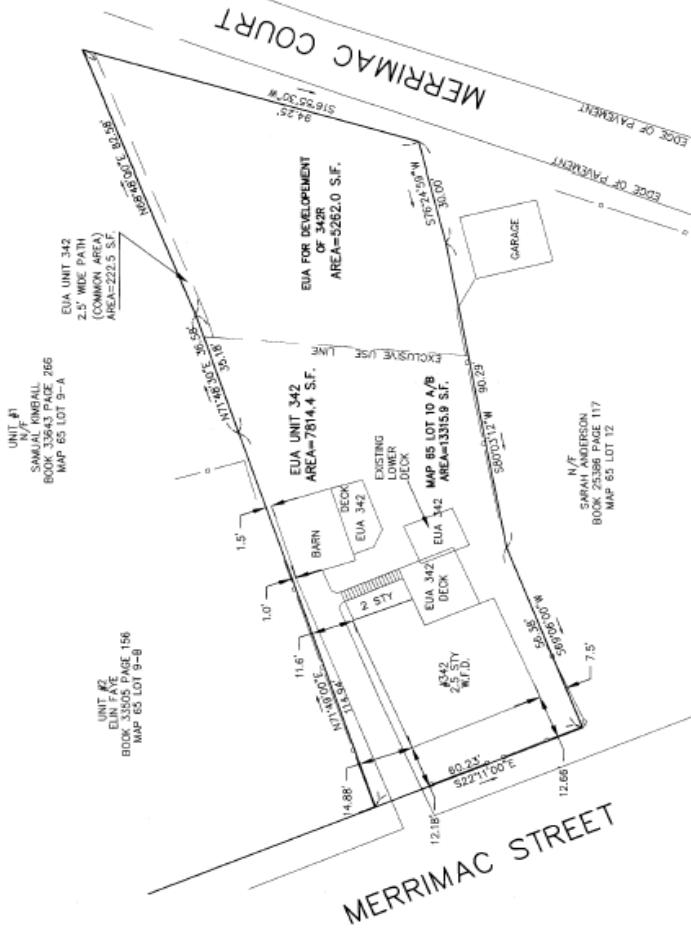 MERRIMAC COURT
EDGE OF PAVEMENT
EDGE OF PAVEMENT
S16°55'30"W
94.25'
N68°48'00"E 82.58'
EUA UNIT 342
2.5' WIDE PATH
(COMMON AREA)
AREA=222.5 S.F.
EUA FOR DEVELOPEMENT
OF 342R
AREA=5262.0 S.F.
S76°24'59"W
30.00
GARAGE
UNIT #1
N/F
SAMUAL KIMBALL
BOOK 33643 PAGE 266
MAP 65 LOT 9-A
N71°48'30"E 36.56'
35.18'
EXCLUSIVE USE LINE
EUA UNIT 342
AREA=7814.4 S.F.
MAP 65 LOT 10 A/B
AREA=13315.9 S.F.
90.29
S80°03'12"W
EXISTING
LOWER
DECK
1.5'
BARN
DECK
EUA 342
EUA 342
1.0'
2 STY
EUA 342
DECK
N/F
SARAH ANDERSON
BOOK 25386 PAGE 117
MAP 65 LOT 12
UNIT #2
ELIN FAYE
BOOK 33505 PAGE 156
MAP 65 LOT 9-B
11.6'
N71°49'00"E
114.94'
#342
2.5 STY
W.F.D.
56.38'
S69°06'00"W
7.5'
14.88'
60.23'
S22°11'00"E
12.18'
12.66'
MERRIMAC STREET